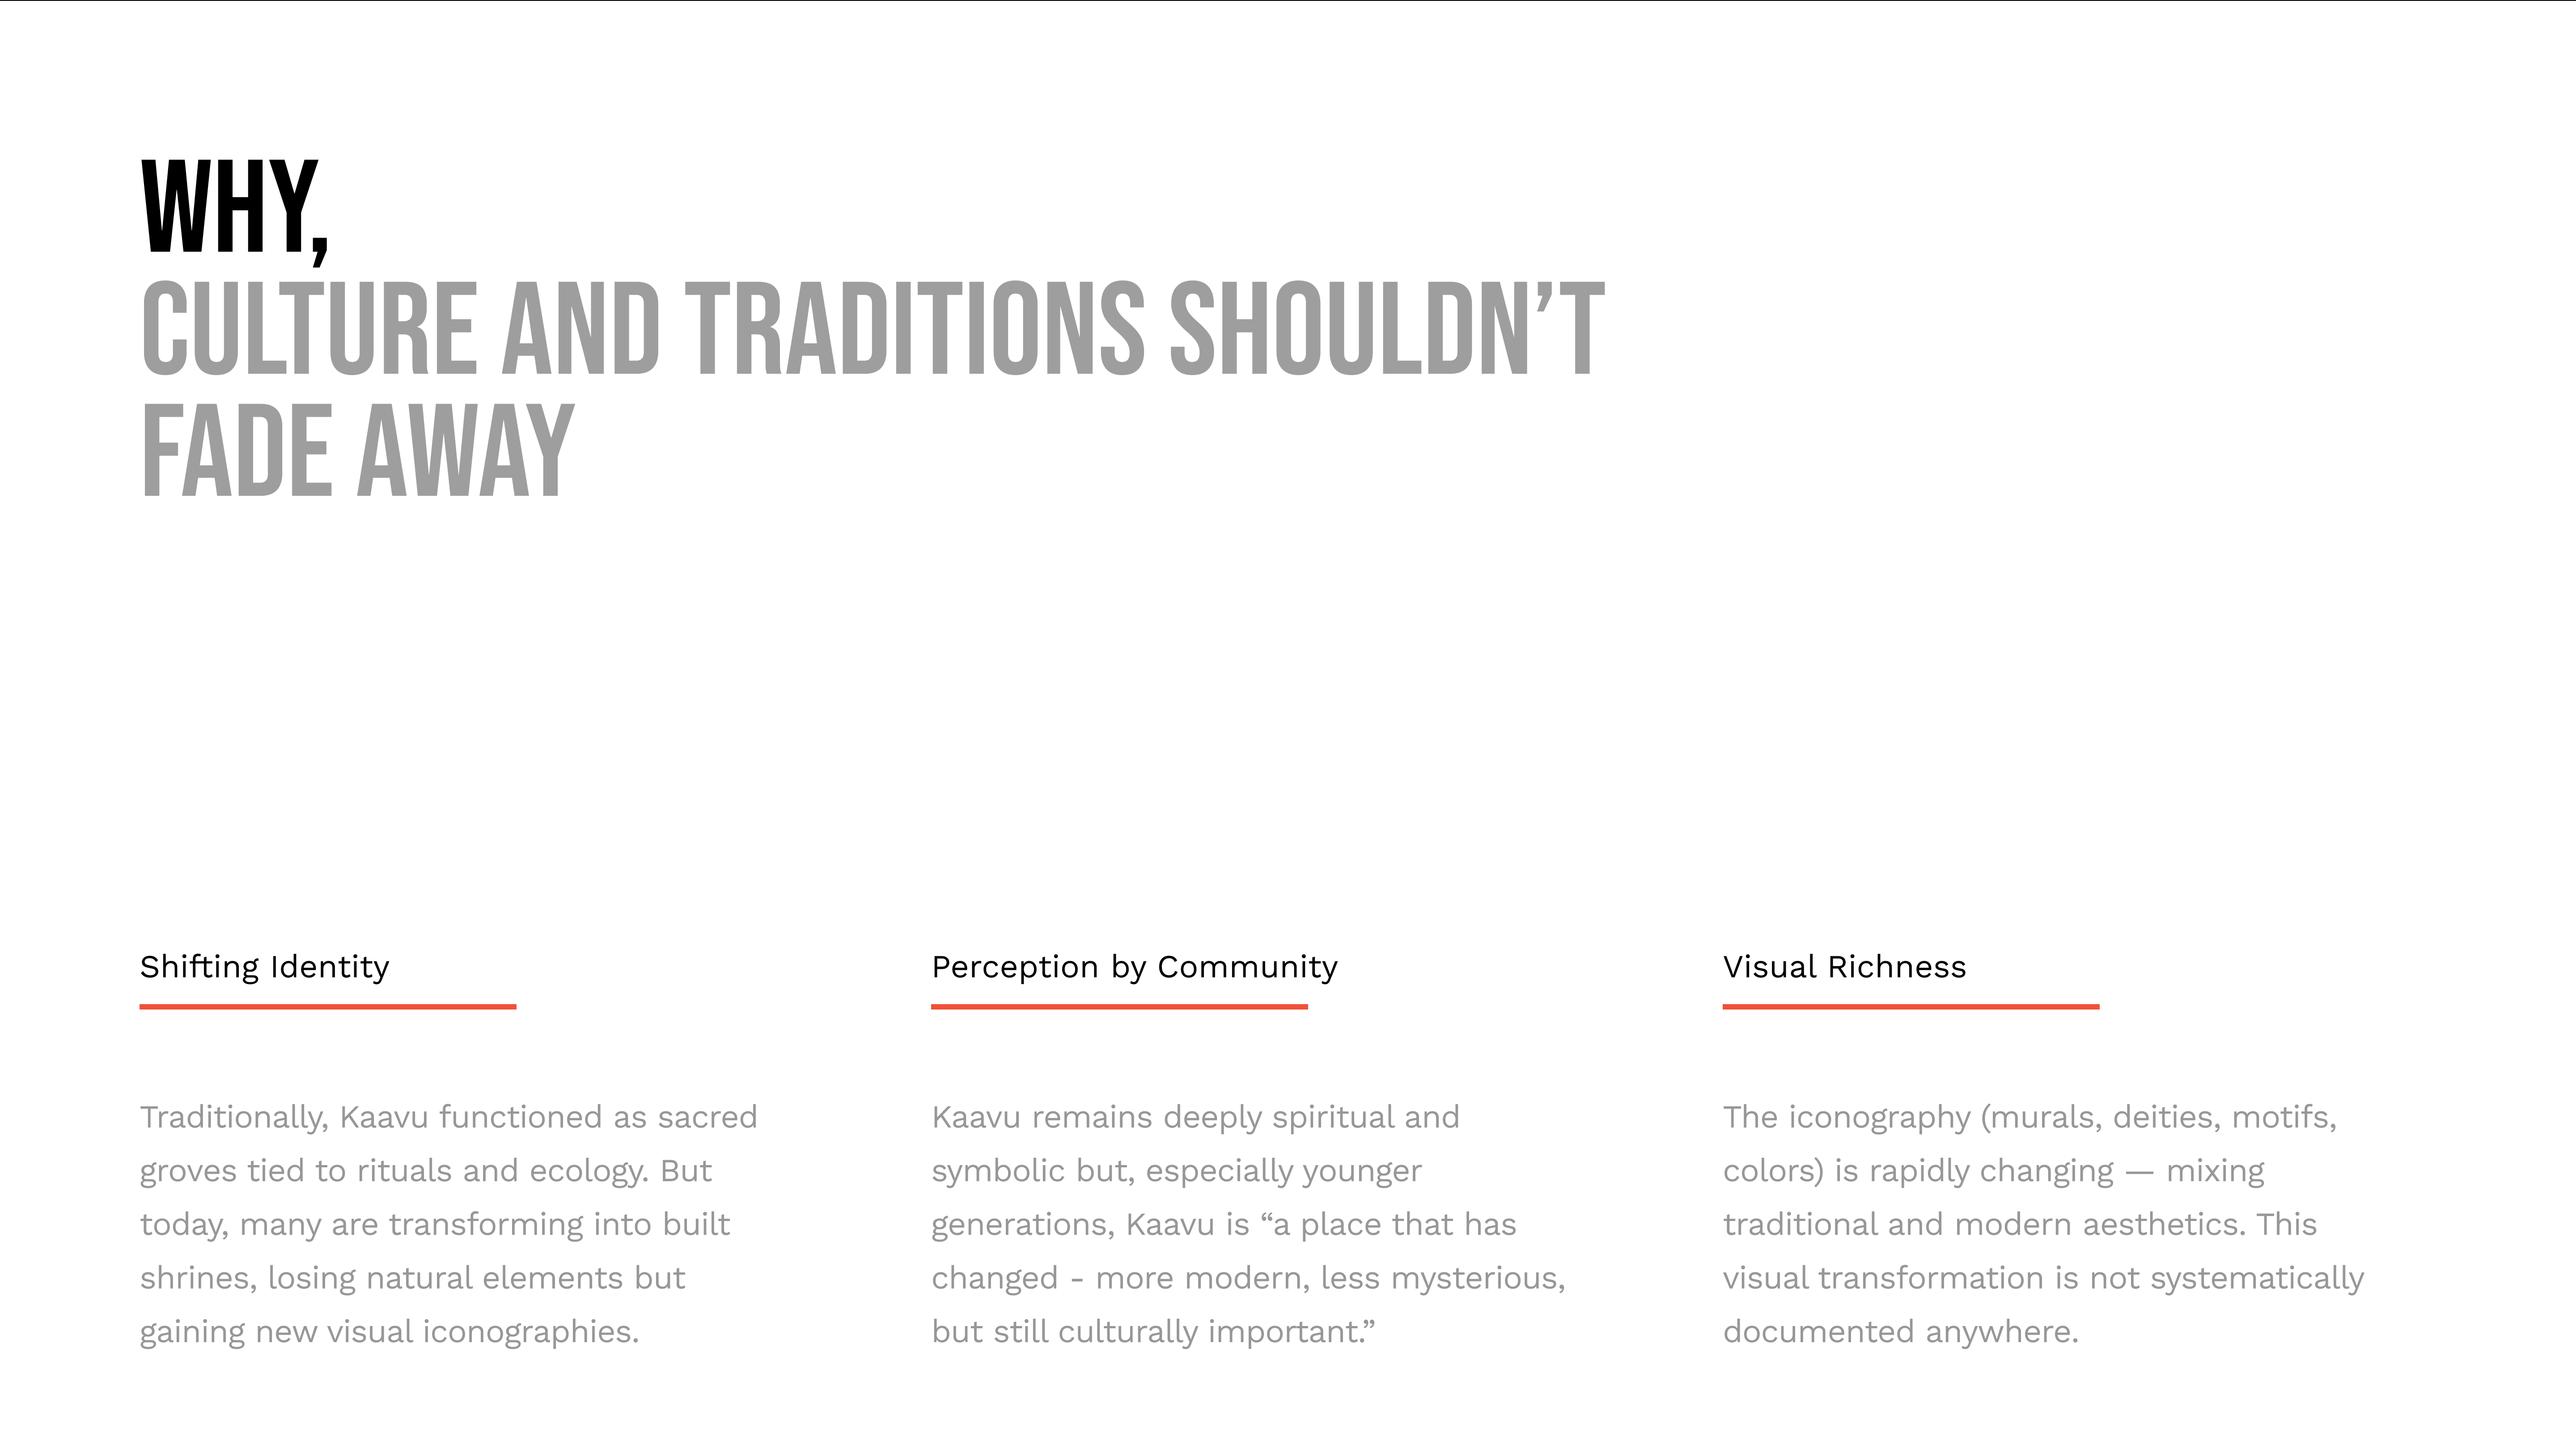 WHY,
CULTURE AND TRADITIONS SHOULDN’T
FADE AWAY
Shifting Identity
Traditionally, Kaavu functioned as sacred
groves tied to rituals and ecology. But
today, many are transforming into built
shrines, losing natural elements but
gaining new visual iconographies.
Perception by Community
Kaavu remains deeply spiritual and
symbolic but, especially younger
generations, Kaavu is “a place that has
changed - more modern, less mysterious,
but still culturally important.”
Visual Richness
The iconography (murals, deities, motifs,
colors) is rapidly changing — mixing
traditional and modern aesthetics. This
visual transformation is not systematically
documented anywhere.